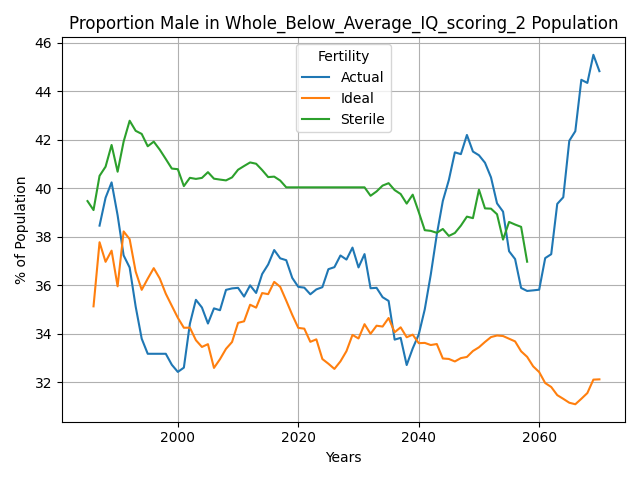 Proportion Male in Whole_Below_Average_IQ_scoring_2 Population
46
44
42
40
38
36
34
32
% of Population
Fertility
Actual
Ideal
Sterile
2000
2020
2040
2060
Years